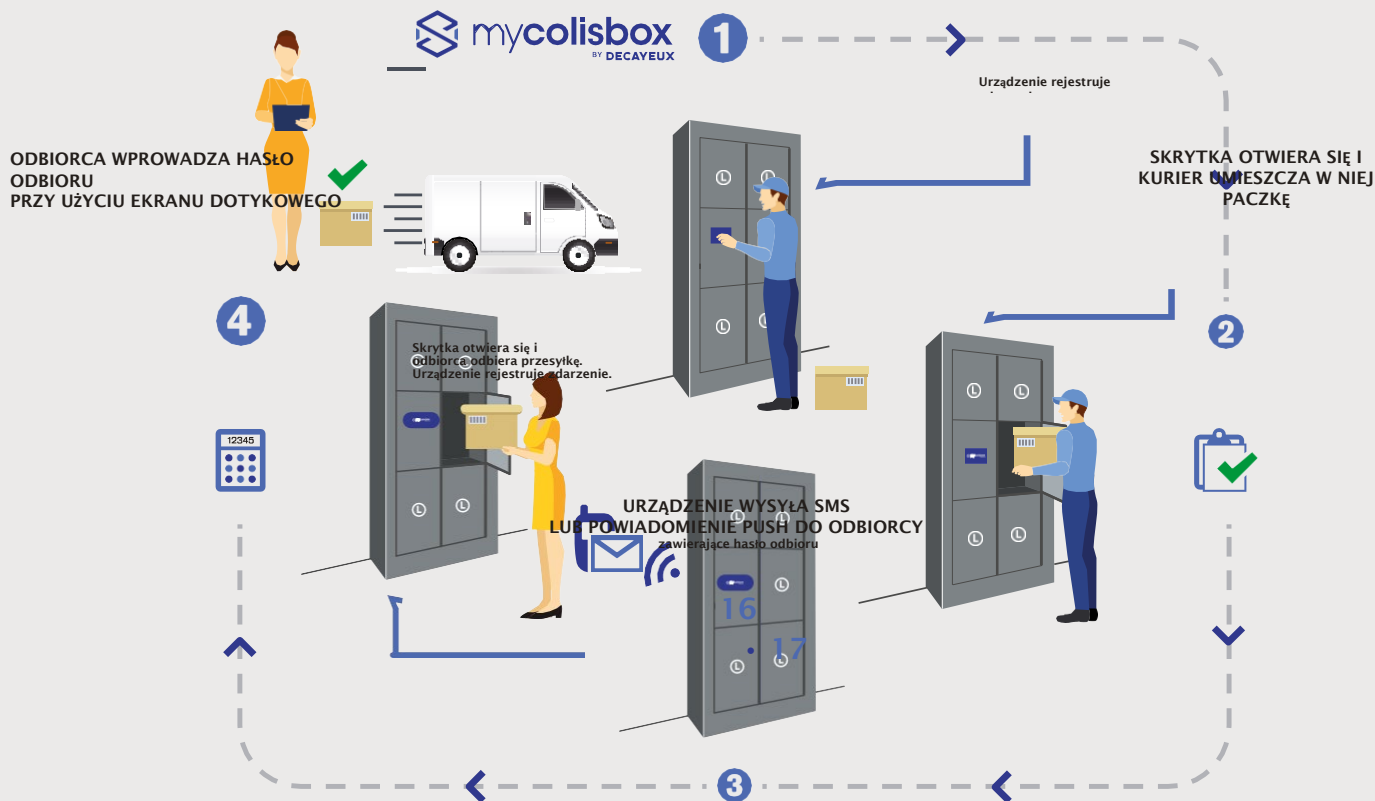 mycolisbox
BY DECAYEUX
1
Urządzenie rejestruje
ODBIORCA WPROWADZA HASŁO
ODBIORU
PRZY UŻYCIU EKRANU DOTYKOWEGO
SKRYTKA OTWIERA SIĘ I
KURIER UMIESZCZA W NIEJ
PACZKĘ
L
L
L
L
4
2
Skrytka otwiera się i
odbiorca odbiera przesyłkę.
Urządzenie rejestruje zdarzenie.
L
L
L
L
12345
L
L
L
L
URZĄDZENIE WYSYŁA SMS
LUB POWIADOMIENIE PUSH DO ODBIORCY
zawierające hasło odbioru
L
L
L
L
L
16
17
3